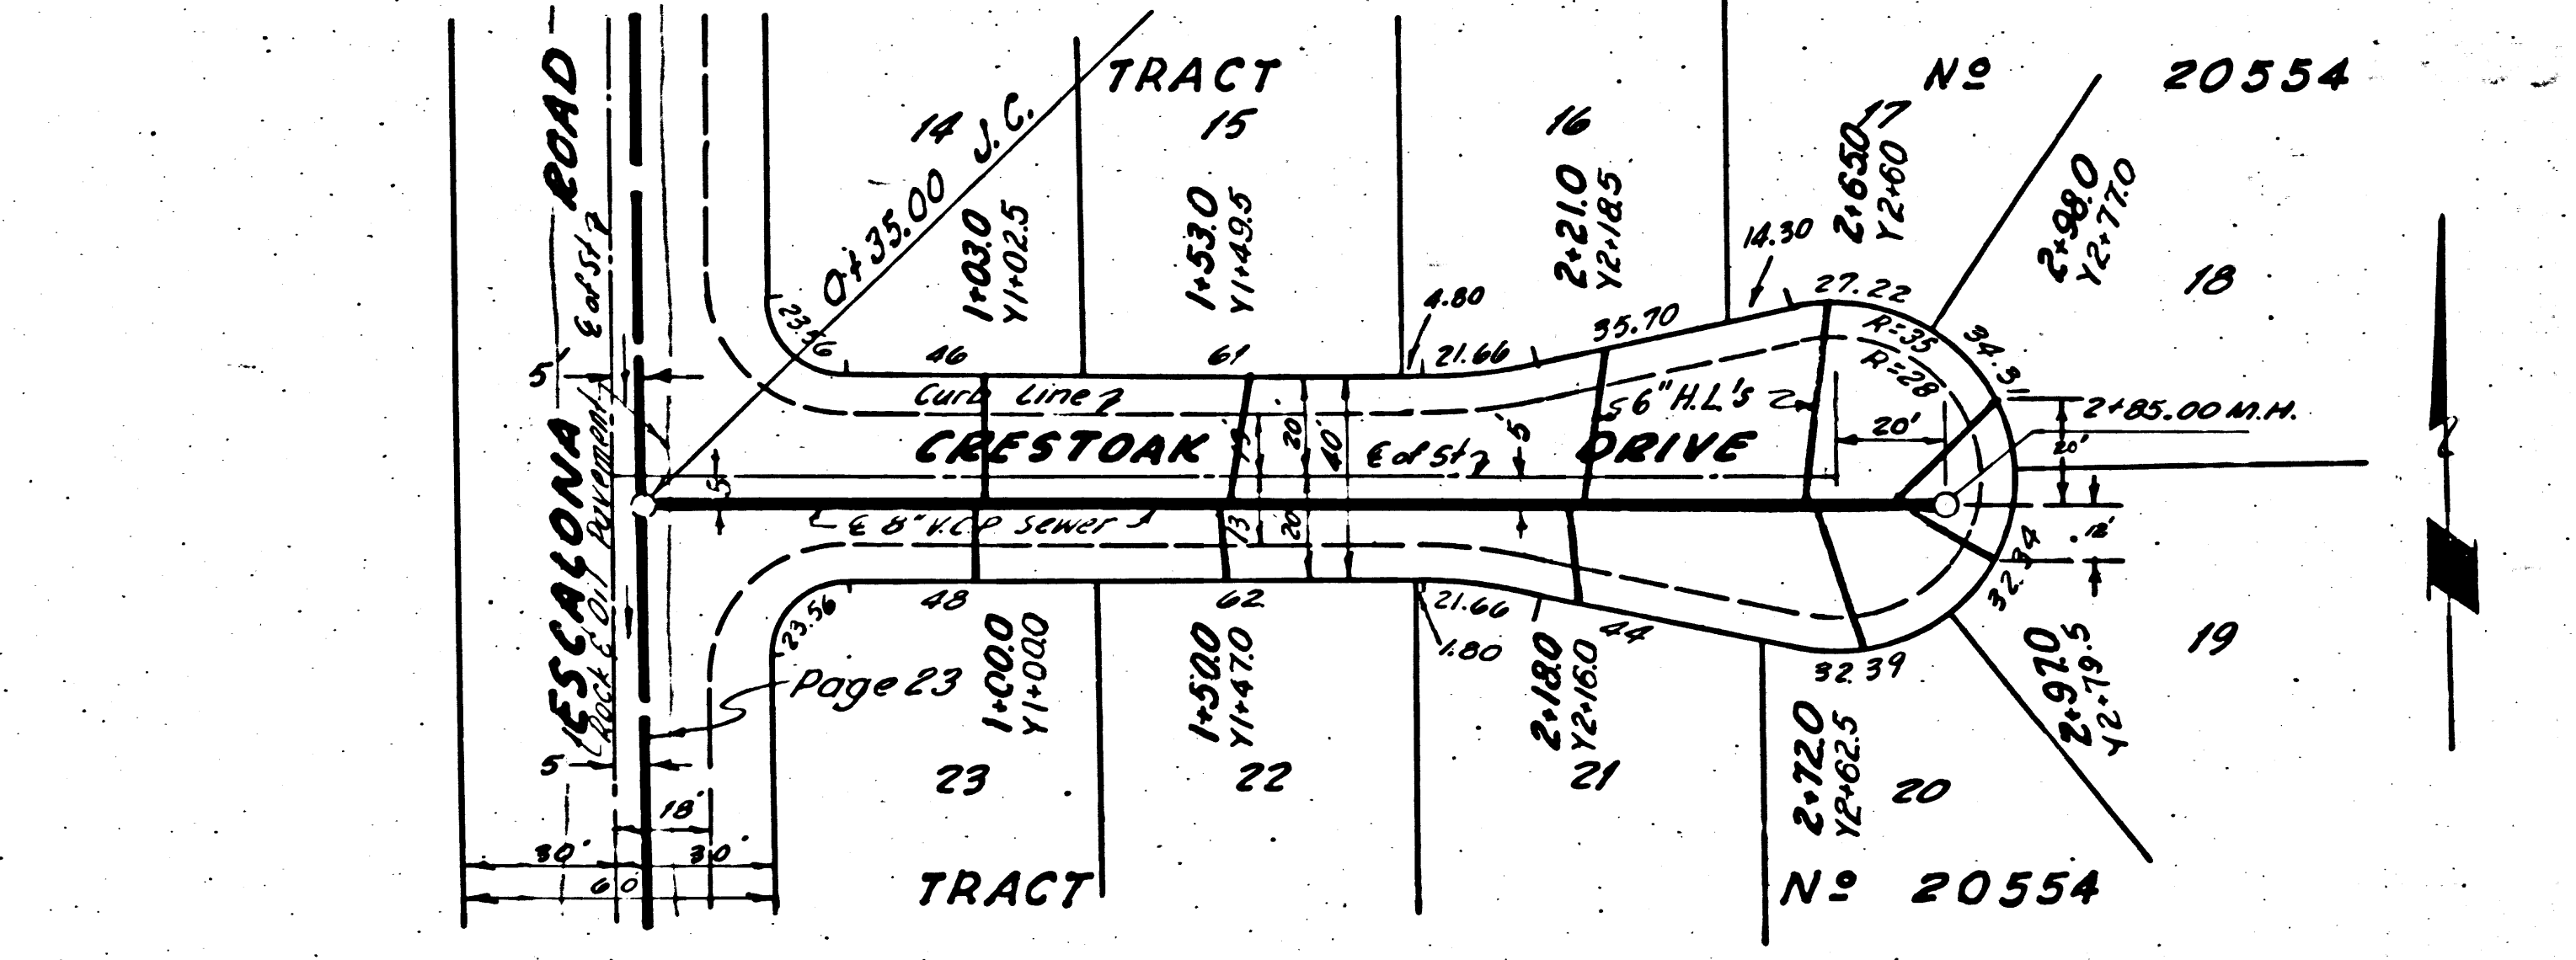 TRACT Nº 20554
14
15
16
17
18
0+35.00 J.C.
1+03.0
Y1+02.5
1+53.0
Y1+49.5
2+21.0
Y2+18.5
2+65.0
Y2+60
2+98.0
Y2+77.0
ESCALONA ROAD
℄ of St
Rock & Oil Pavement
5'
23.56
46
61
4.80
21.66
35.70
14.30
27.22
R=35
R=28
34.31
Curb Line
6" H.L's
20'
2+85.00 M.H.
20'
CRESTOAK DRIVE
13'
20'
40'
℄ of St
5'
5'
℄ 8" V.C.P Sewer
13
20'
12'
23.56
48
62
21.66
1.80
44
32.39
32.34
Page 23
1+00.0
Y1+00.0
1+50.0
Y1+47.0
2+18.0
Y2+16.0
2+72.0
Y2+62.5
2+97.0
Y2+79.5
19
5
23
22
21
20
18'
30'
30'
60
TRACT Nº 20554